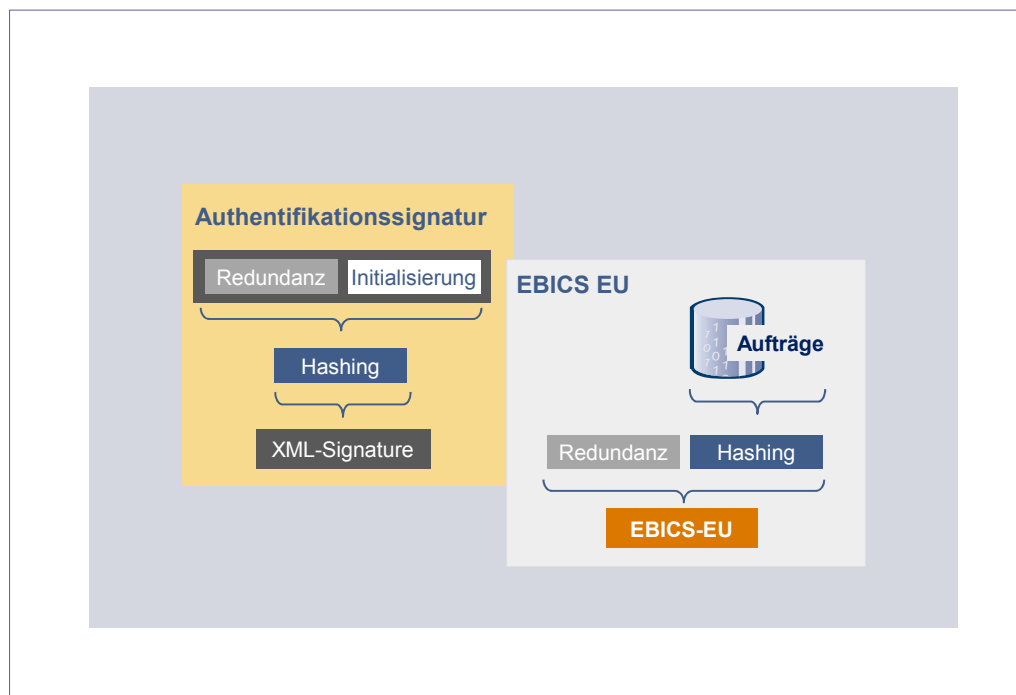 Authentifikationssignatur
Redundanz Initialisierung
Hashing
XML-Signature
EBICS EU
Aufträge
Redundanz Hashing
EBICS-EU